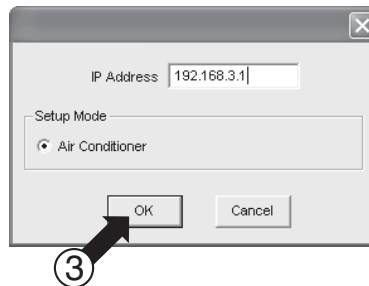 IP Address 192.168.3.1
Setup Mode
Air Conditioner
OK Cancel
3